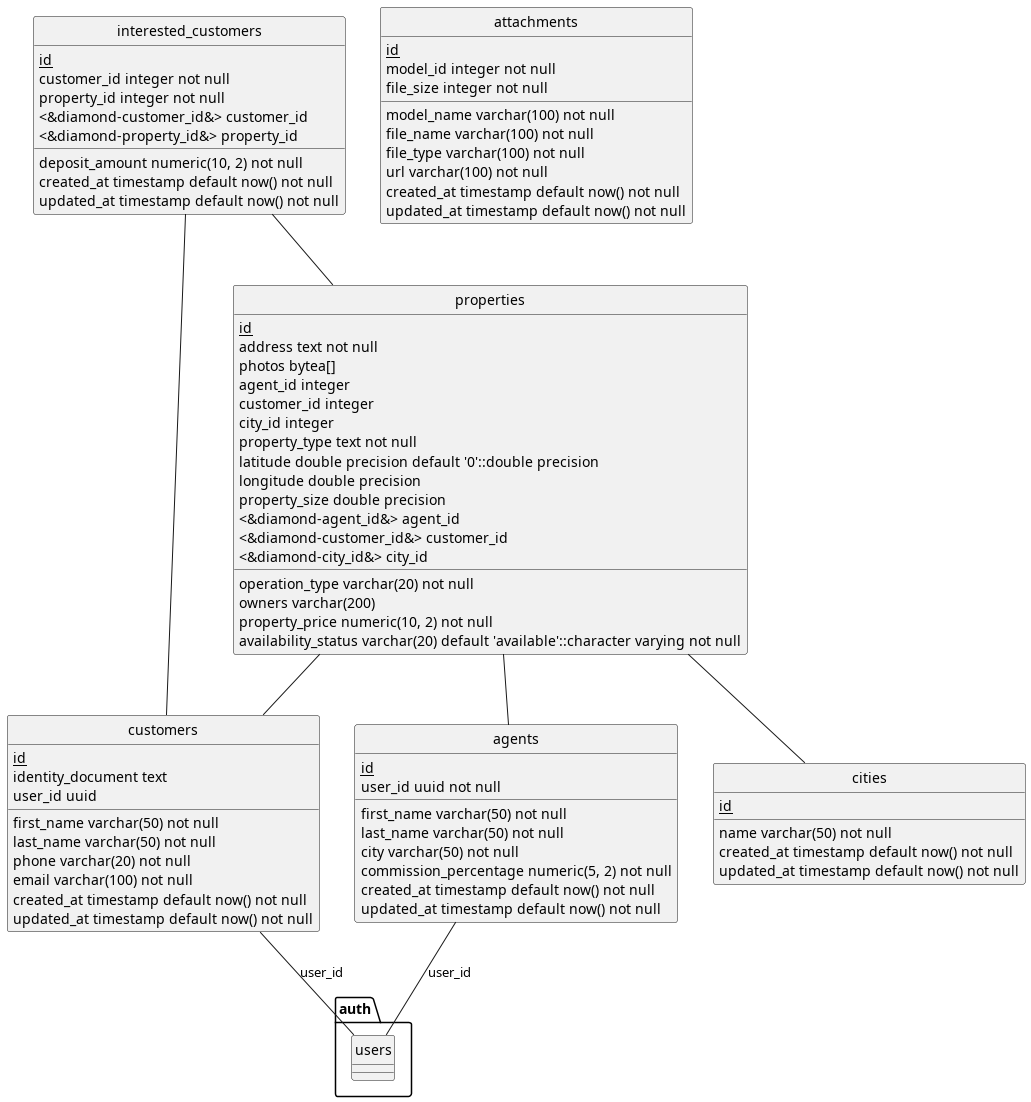 interested_customers
id
customer_id integer not null
property_id integer not null
<&diamond-customer_id&> customer_id
<&diamond-property_id&> property_id
deposit_amount numeric(10, 2) not null
created_at timestamp default now() not null
updated_at timestamp default now() not null
attachments
id
model_id integer not null
file_size integer not null
model_name varchar(100) not null
file_name varchar(100) not null
file_type varchar(100) not null
url varchar(100) not null
created_at timestamp default now() not null
updated_at timestamp default now() not null
properties
id
address text not null
photos bytea[]
agent_id integer
customer_id integer
city_id integer
property_type text not null
latitude double precision default '0'::double precision
longitude double precision
property_size double precision
<&diamond-agent_id&> agent_id
<&diamond-customer_id&> customer_id
<&diamond-city_id&> city_id
operation_type varchar(20) not null
owners varchar(200)
property_price numeric(10, 2) not null
availability_status varchar(20) default 'available'::character varying not null
customers
id
identity_document text
user_id uuid
first_name varchar(50) not null
last_name varchar(50) not null
phone varchar(20) not null
email varchar(100) not null
created_at timestamp default now() not null
updated_at timestamp default now() not null
agents
id
user_id uuid not null
first_name varchar(50) not null
last_name varchar(50) not null
city varchar(50) not null
commission_percentage numeric(5, 2) not null
created_at timestamp default now() not null
updated_at timestamp default now() not null
cities
id
name varchar(50) not null
created_at timestamp default now() not null
updated_at timestamp default now() not null
user_id
user_id
auth
users